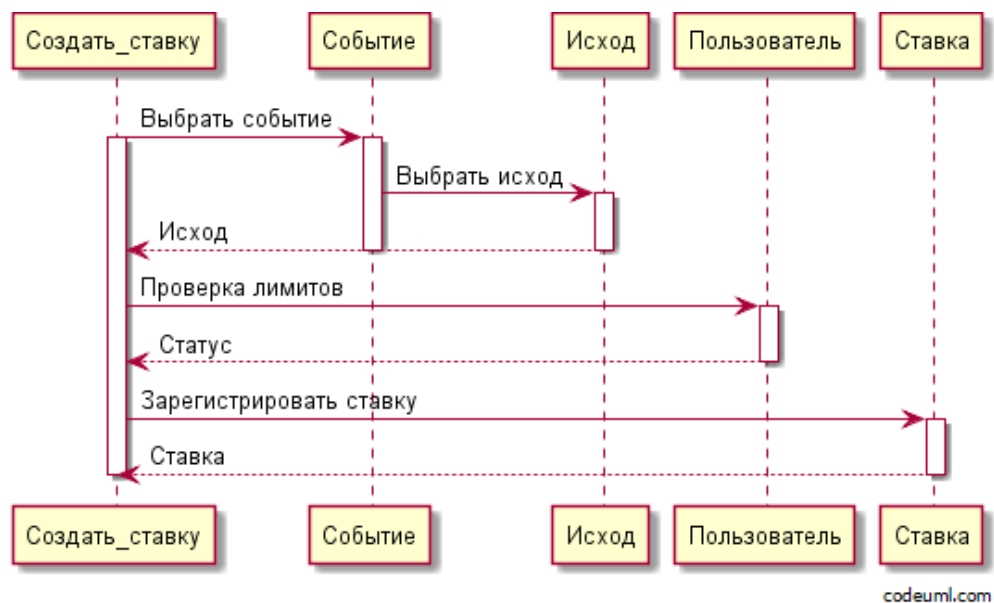 Создать_ставку
Событие
Исход
Пользователь
Ставка
Выбрать событие
Выбрать исход
Исход
Проверка лимитов
Статус
Зарегистрировать ставку
Ставка
Создать_ставку
Событие
Исход
Пользователь
Ставка
codeuml.com